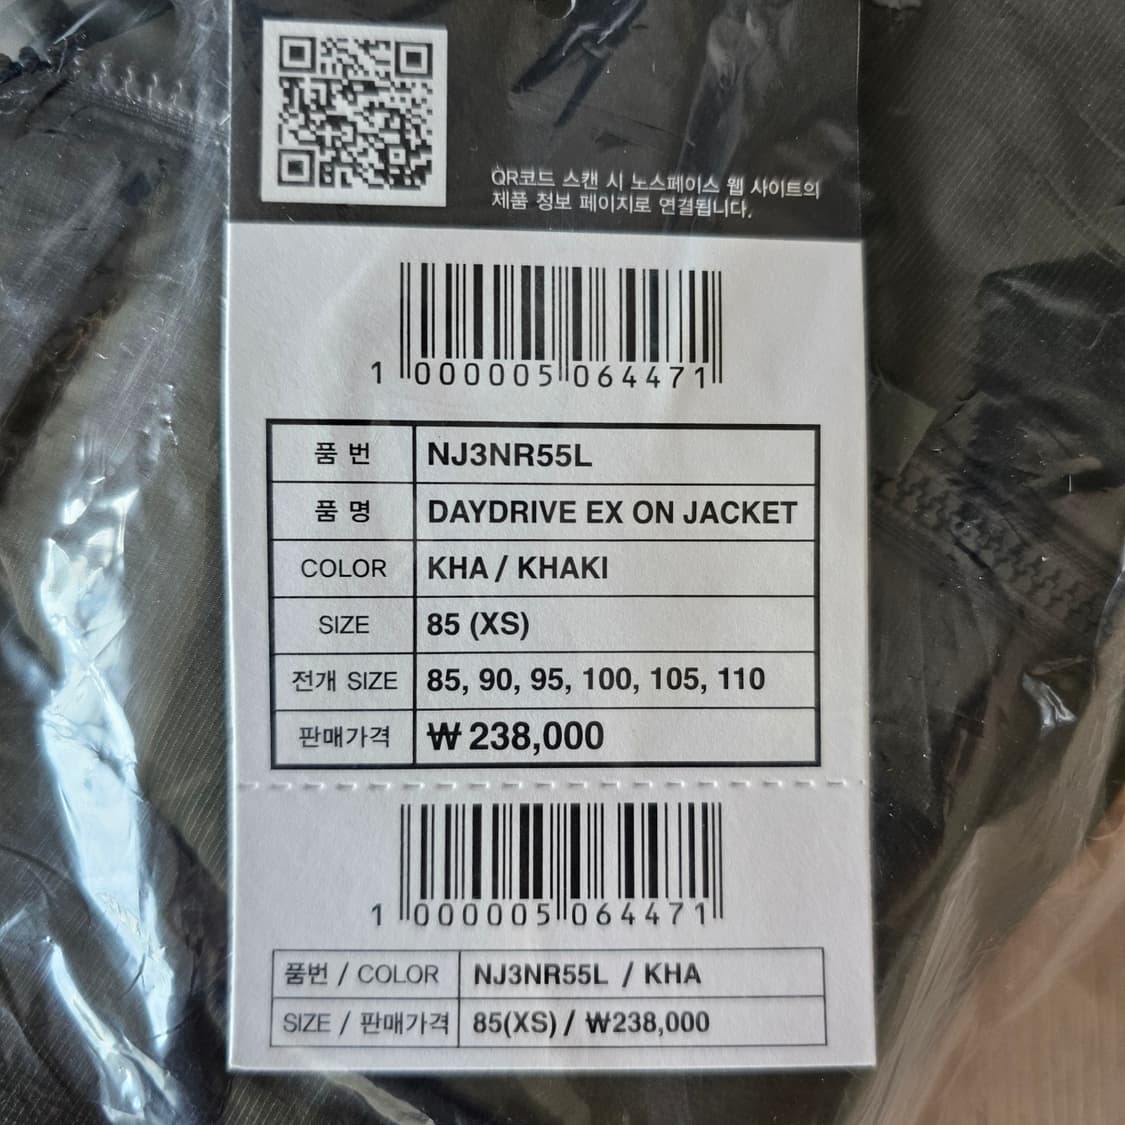 QR코드 스캔 시 노스페이스 웹 사이트의
제품 정보 페이지로 연결됩니다.
1 000005 064471
품 번 NJ3NR55L
품 명 DAYDRIVE EX ON JACKET
COLOR KHA / KHAKI
SIZE 85 (XS)
전개 SIZE 85, 90, 95, 100, 105, 110
판매가격 ₩ 238,000
1 000005 064471
품번 / COLOR NJ3NR55L / KHA
SIZE / 판매가격 85(XS) / ₩238,000